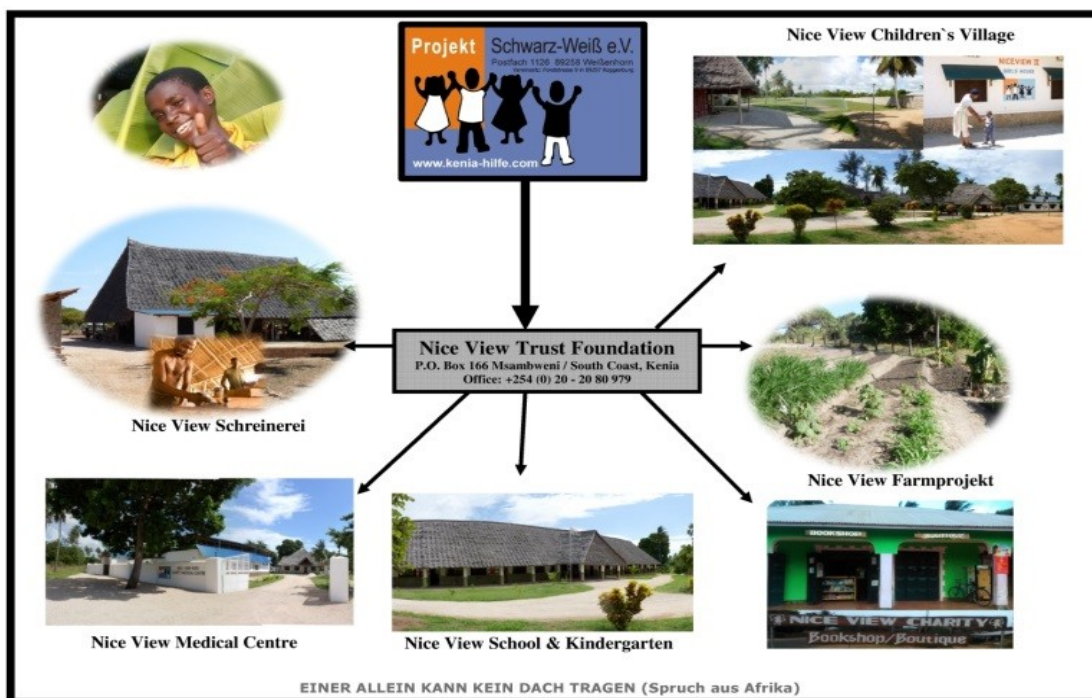 Projekt Schwarz-Weiß e.V.
Postfach 1126 89258 Weißenhorn
www.kenia-hilfe.com
Nice View Children`s Village
NICEVIEW II
Nice View Trust Foundation
P.O. Box 166 Msambweni / South Coast, Kenia
Office: +254 (0) 20 - 20 80 979
Nice View Schreinerei
Nice View Farmprojekt
BOOKSHOP
BOUTIQUE
NICE VIEW CHARITY
Bookshop/Boutique
Nice View Medical Centre
Nice View School & Kindergarten
EINER ALLEIN KANN KEIN DACH TRAGEN (Spruch aus Afrika)